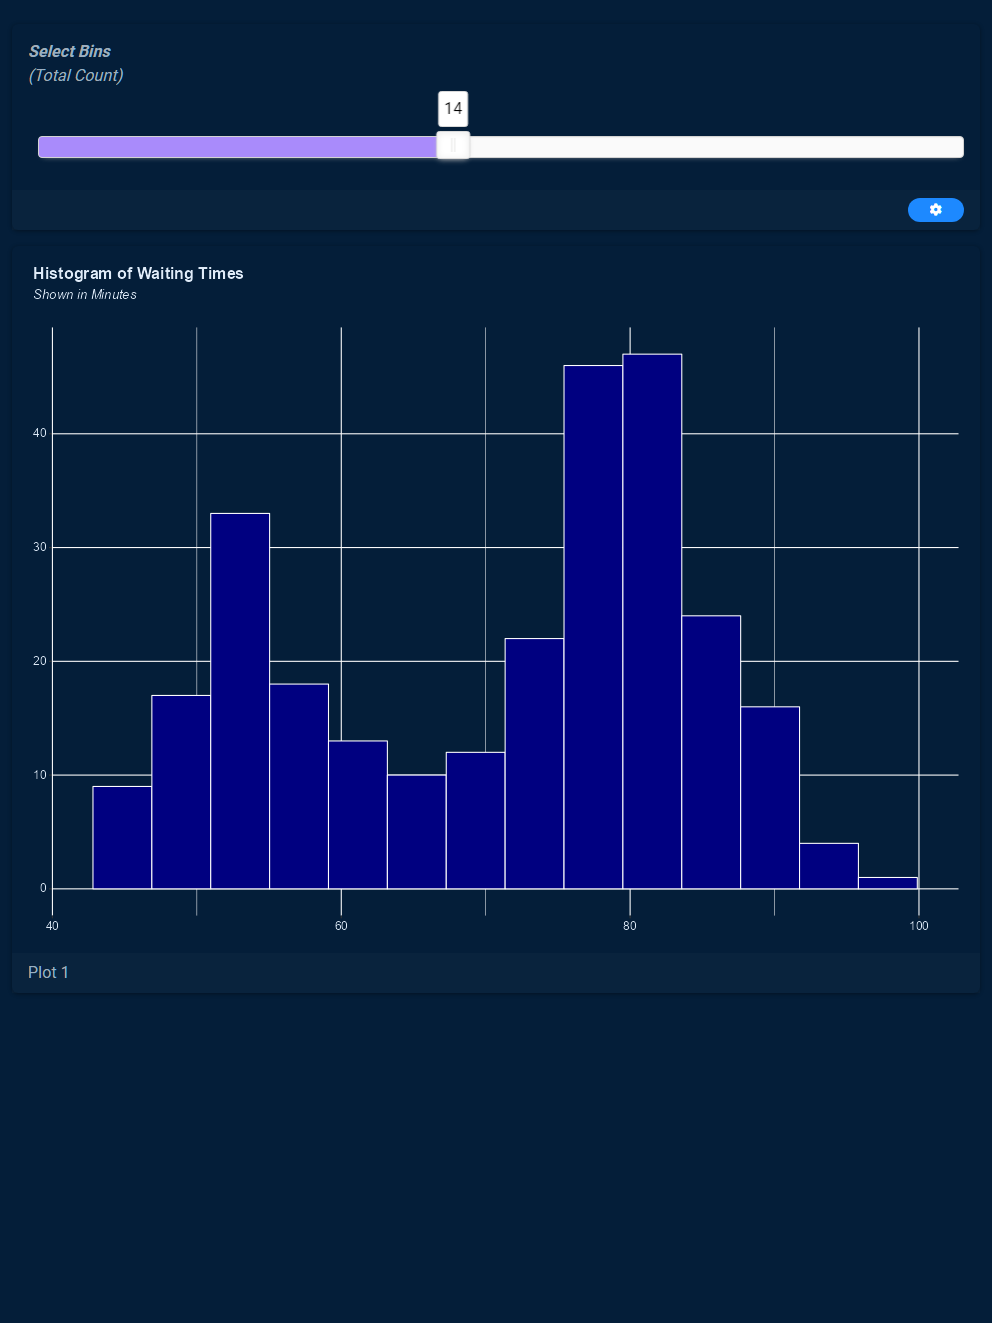 Select Bins
(Total Count)
14
Histogram of Waiting Times
Shown in Minutes
40
30
20
10
0
40 60 80 100
Plot 1